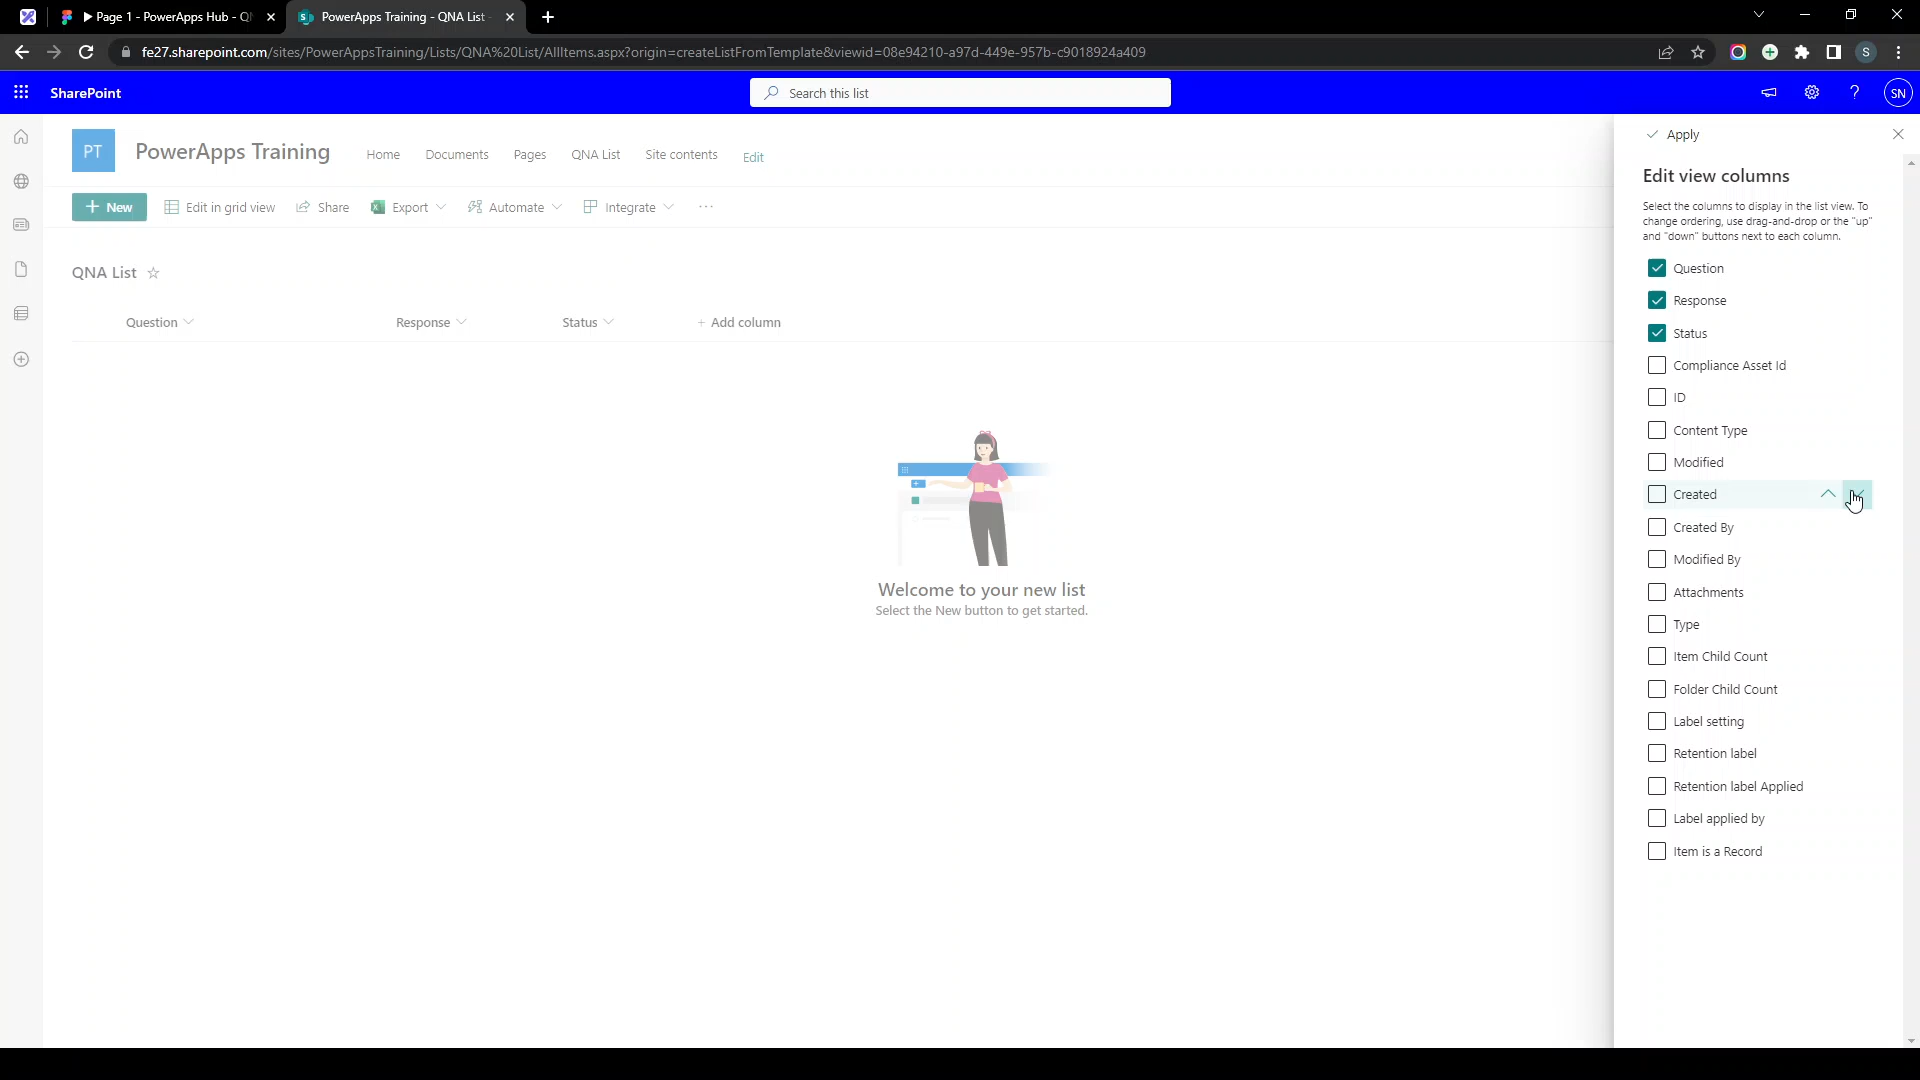 Page 1 - PowerApps Hub - Q
PowerApps Training - QNA List -
fe27.sharepoint.com/sites/PowerAppsTraining/Lists/QNA%20List/AllItems.aspx?origin=createListFromTemplate&viewid=08e94210-a97d-449e-957b-c9018924a409
S
SharePoint
Search this list
SN
PT
PowerApps Training
Home
Documents
Pages
QNA List
Site contents
Edit
New
Edit in grid view
Share
Export
Automate
Integrate
QNA List
Question
Response
Status
+ Add column
Welcome to your new list
Select the New button to get started.
Apply
Edit view columns
Select the columns to display in the list view. To
change ordering, use drag-and-drop or the "up"
and "down" buttons next to each column.
Question
Response
Status
Compliance Asset Id
ID
Content Type
Modified
Created
Created By
Modified By
Attachments
Type
Item Child Count
Folder Child Count
Label setting
Retention label
Retention label Applied
Label applied by
Item is a Record